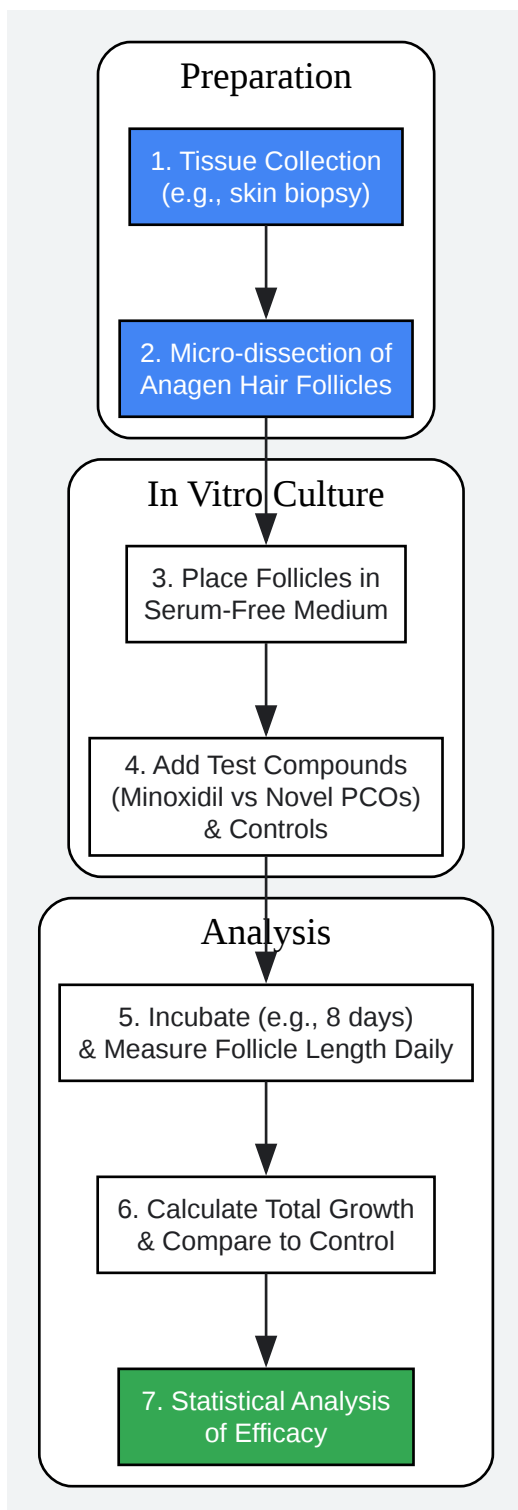 Preparation
1. Tissue Collection
(e.g., skin biopsy)
2. Micro-dissection of
Anagen Hair Follicles
In Vitro Culture
3. Place Follicles in
Serum-Free Medium
4. Add Test Compounds
(Minoxidil vs Novel PCOs)
& Controls
Analysis
5. Incubate (e.g., 8 days)
& Measure Follicle Length Daily
6. Calculate Total Growth
& Compare to Control
7. Statistical Analysis
of Efficacy